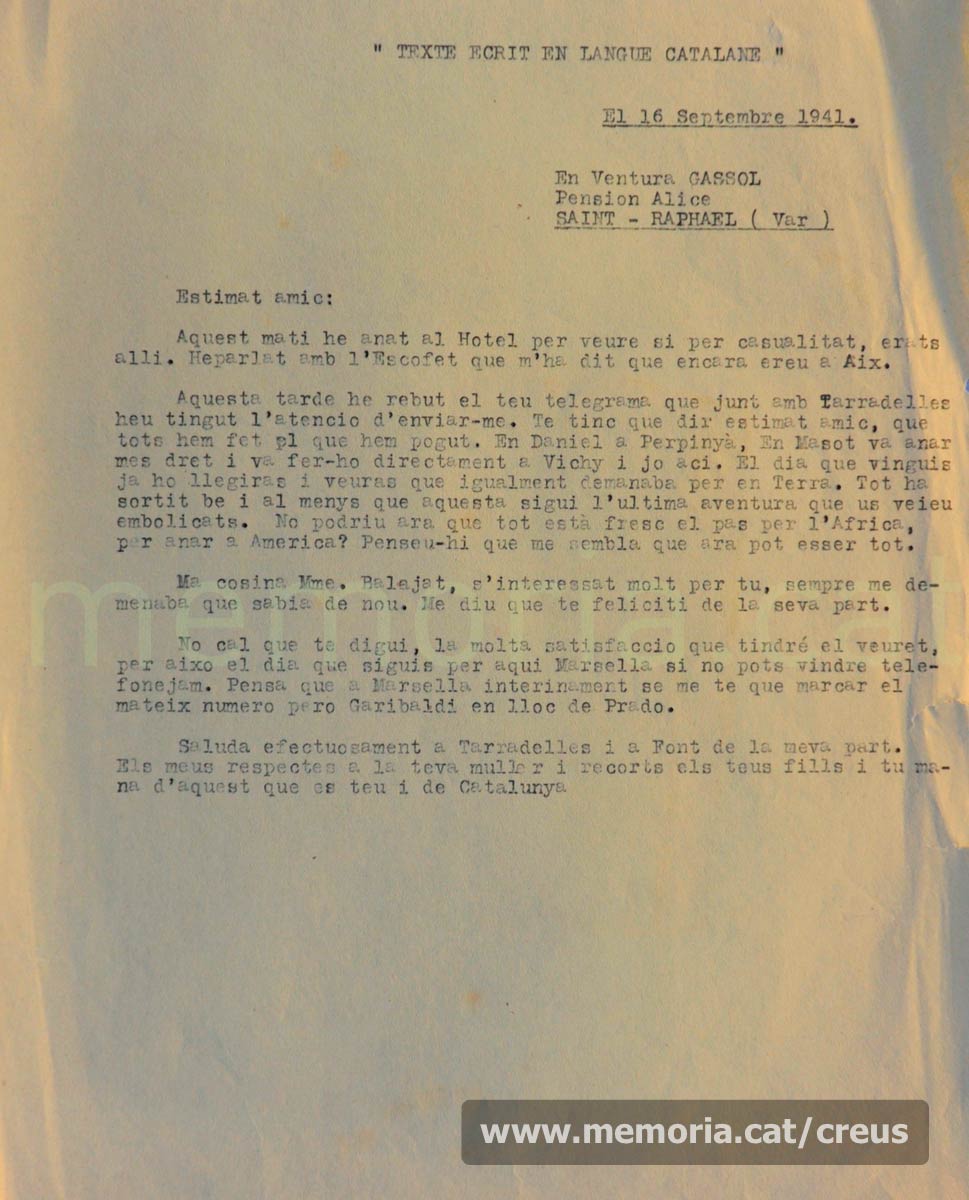 " TEXTE ECRIT EN LANGUE CATALANE "
El 16 Septembre 1941.
En Ventura GASSOL
Pension Alice
SAINT - RAPHAEL ( Var )
Estimat amic:
Aquest mati he anat al Hotel per veure si per casualitat, erats
alli. Heparlat amb l'Escofet que m'ha dit que encara ereu a Aix.
Aquesta tarde he rebut el teu telegrama que junt amb Tarradelles
heu tingut l'atencio d'enviar-me. Te tinc que dir estimat amic, que
tots hem fet el que hem pogut. En Daniel a Perpinyà, En Masot va anar
mes dret i va fer-ho directament a Vichy i jo aci. El dia que vinguis
ja ho llegiras i veuras que igualment demanaba per en Terra. Tot ha
sortit be i al menys que aquesta sigui l'ultima aventura que us veieu
embolicats. No podriu ara que tot està fresc el pas per l'Africa,
per anar a America? Penseu-hi que me sembla que ara pot esser tot.
Ma cosina Mme. Balajat, s'interessat molt per tu, sempre me de-
menaba que sabia de nou. Me diu que te feliciti de la seva part.
No cal que te digui, la molta satisfaccio que tindré el veuret,
per aixo el dia que siguis per aqui Marsella si no pots vindre tele-
fonejam. Pensa que a Marsella interinament se me te que marcar el
mateix numero pero Garibaldi en lloc de Prado.
Saluda efectuosament a Tarradelles i a Font de la meva part.
Els meus respectes a la teva muller i recorts els teus fills i tu ma-
na d'aquest que es teu i de Catalunya
www.memoria.cat/creus